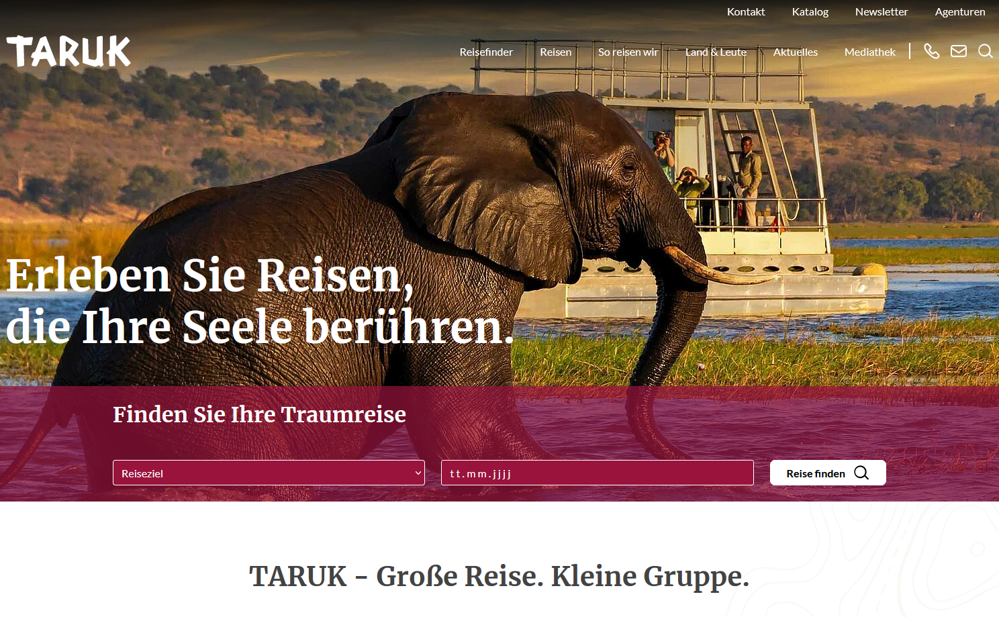 Kontakt Katalog Newsletter Agenturen
TARUK
Reisefinder Reisen So reisen wir Land & Leute Aktuelles Mediathek
Erleben Sie Reisen,
die Ihre Seele berühren.
Finden Sie Ihre Traumreise
Reiseziel tt.mm.jjjj Reise finden
TARUK - Große Reise. Kleine Gruppe.